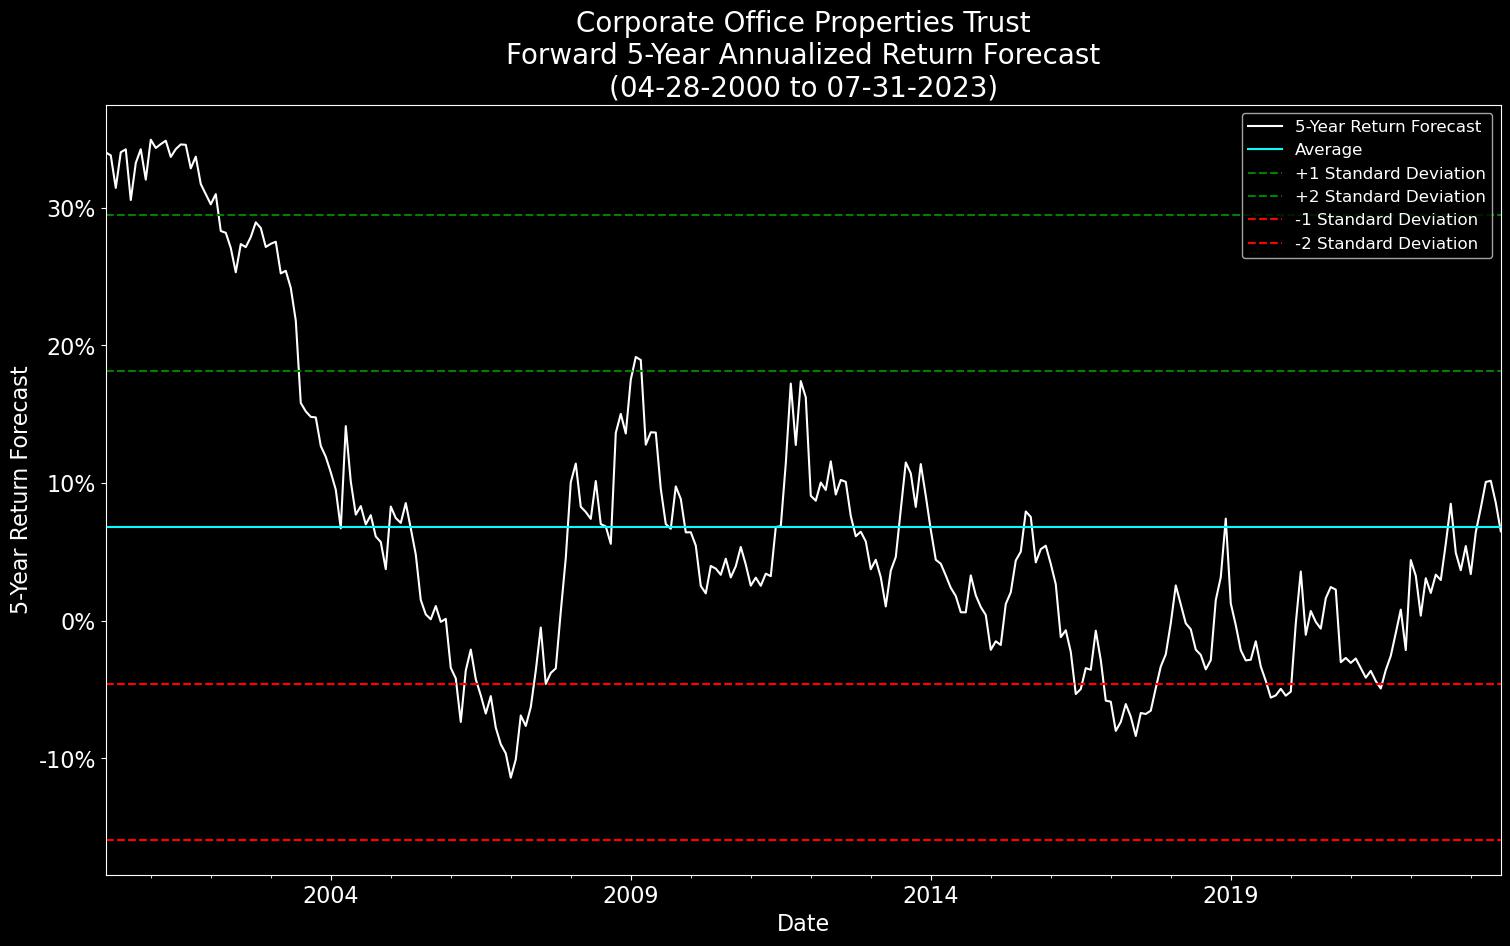 Corporate Office Properties Trust
Forward 5-Year Annualized Return Forecast
(04-28-2000 to 07-31-2023)
5-Year Return Forecast
Average
+1 Standard Deviation
+2 Standard Deviation
-1 Standard Deviation
-2 Standard Deviation
30%
20%
10%
0%
-10%
5-Year Return Forecast
2004
2009
2014
2019
Date